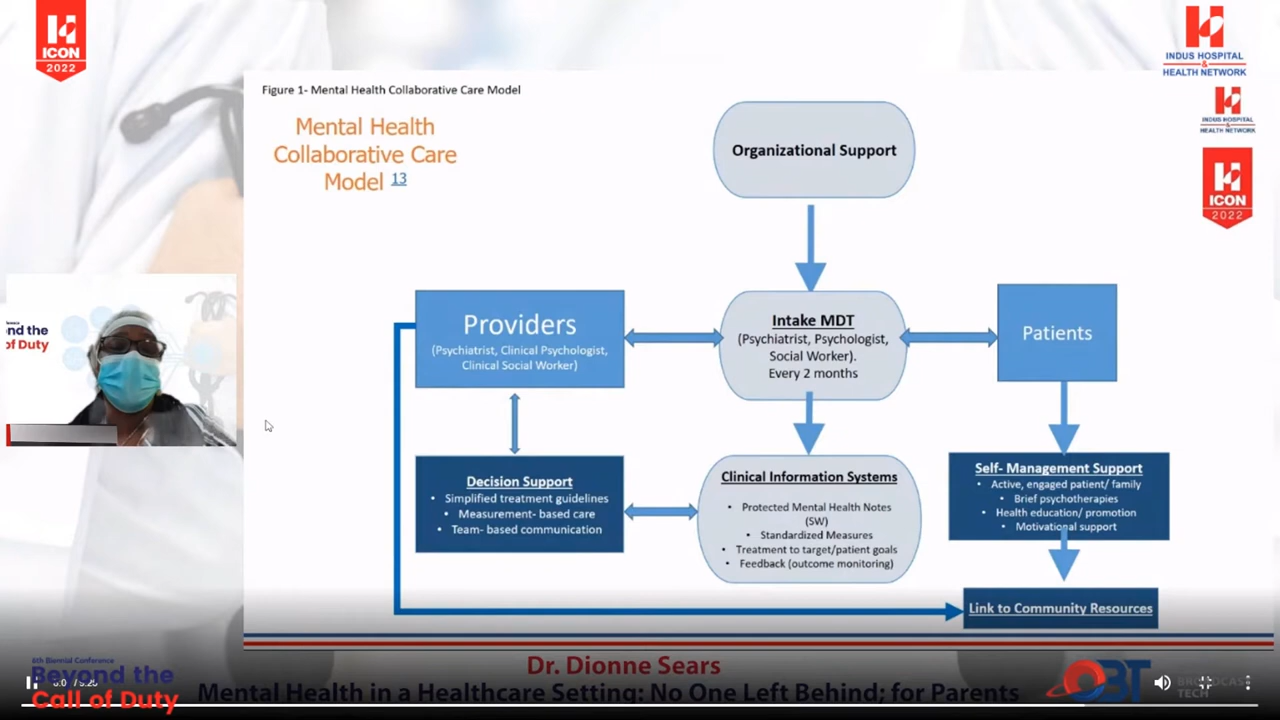 ICON
2022
INDUS HOSPITAL
&
HEALTH NETWORK
INDUS HOSPITAL
&
HEALTH NETWORK
ICON
2022
Figure 1- Mental Health Collaborative Care Model
Mental Health
Collaborative Care
Model 13
Organizational Support
Providers
(Psychiatrist, Clinical Psychologist,
Clinical Social Worker)
Intake MDT
(Psychiatrist, Psychologist,
Social Worker).
Every 2 months
Patients
Decision Support
• Simplified treatment guidelines
• Measurement- based care
• Team- based communication
Clinical Information Systems
• Protected Mental Health Notes
(SW)
• Standardized Measures
• Treatment to target/patient goals
• Feedback (outcome monitoring)
Self- Management Support
• Active, engaged patient/ family
• Brief psychotherapies
• Health education/ promotion
• Motivational support
Link to Community Resources
nd the
of Duty
6th Biennial Conference
Beyond the
Call of Duty
Dr. Dionne Sears
Mental Health in a Healthcare Setting: No One Left Behind; for Parents
OBT
BROADCAST
TECH